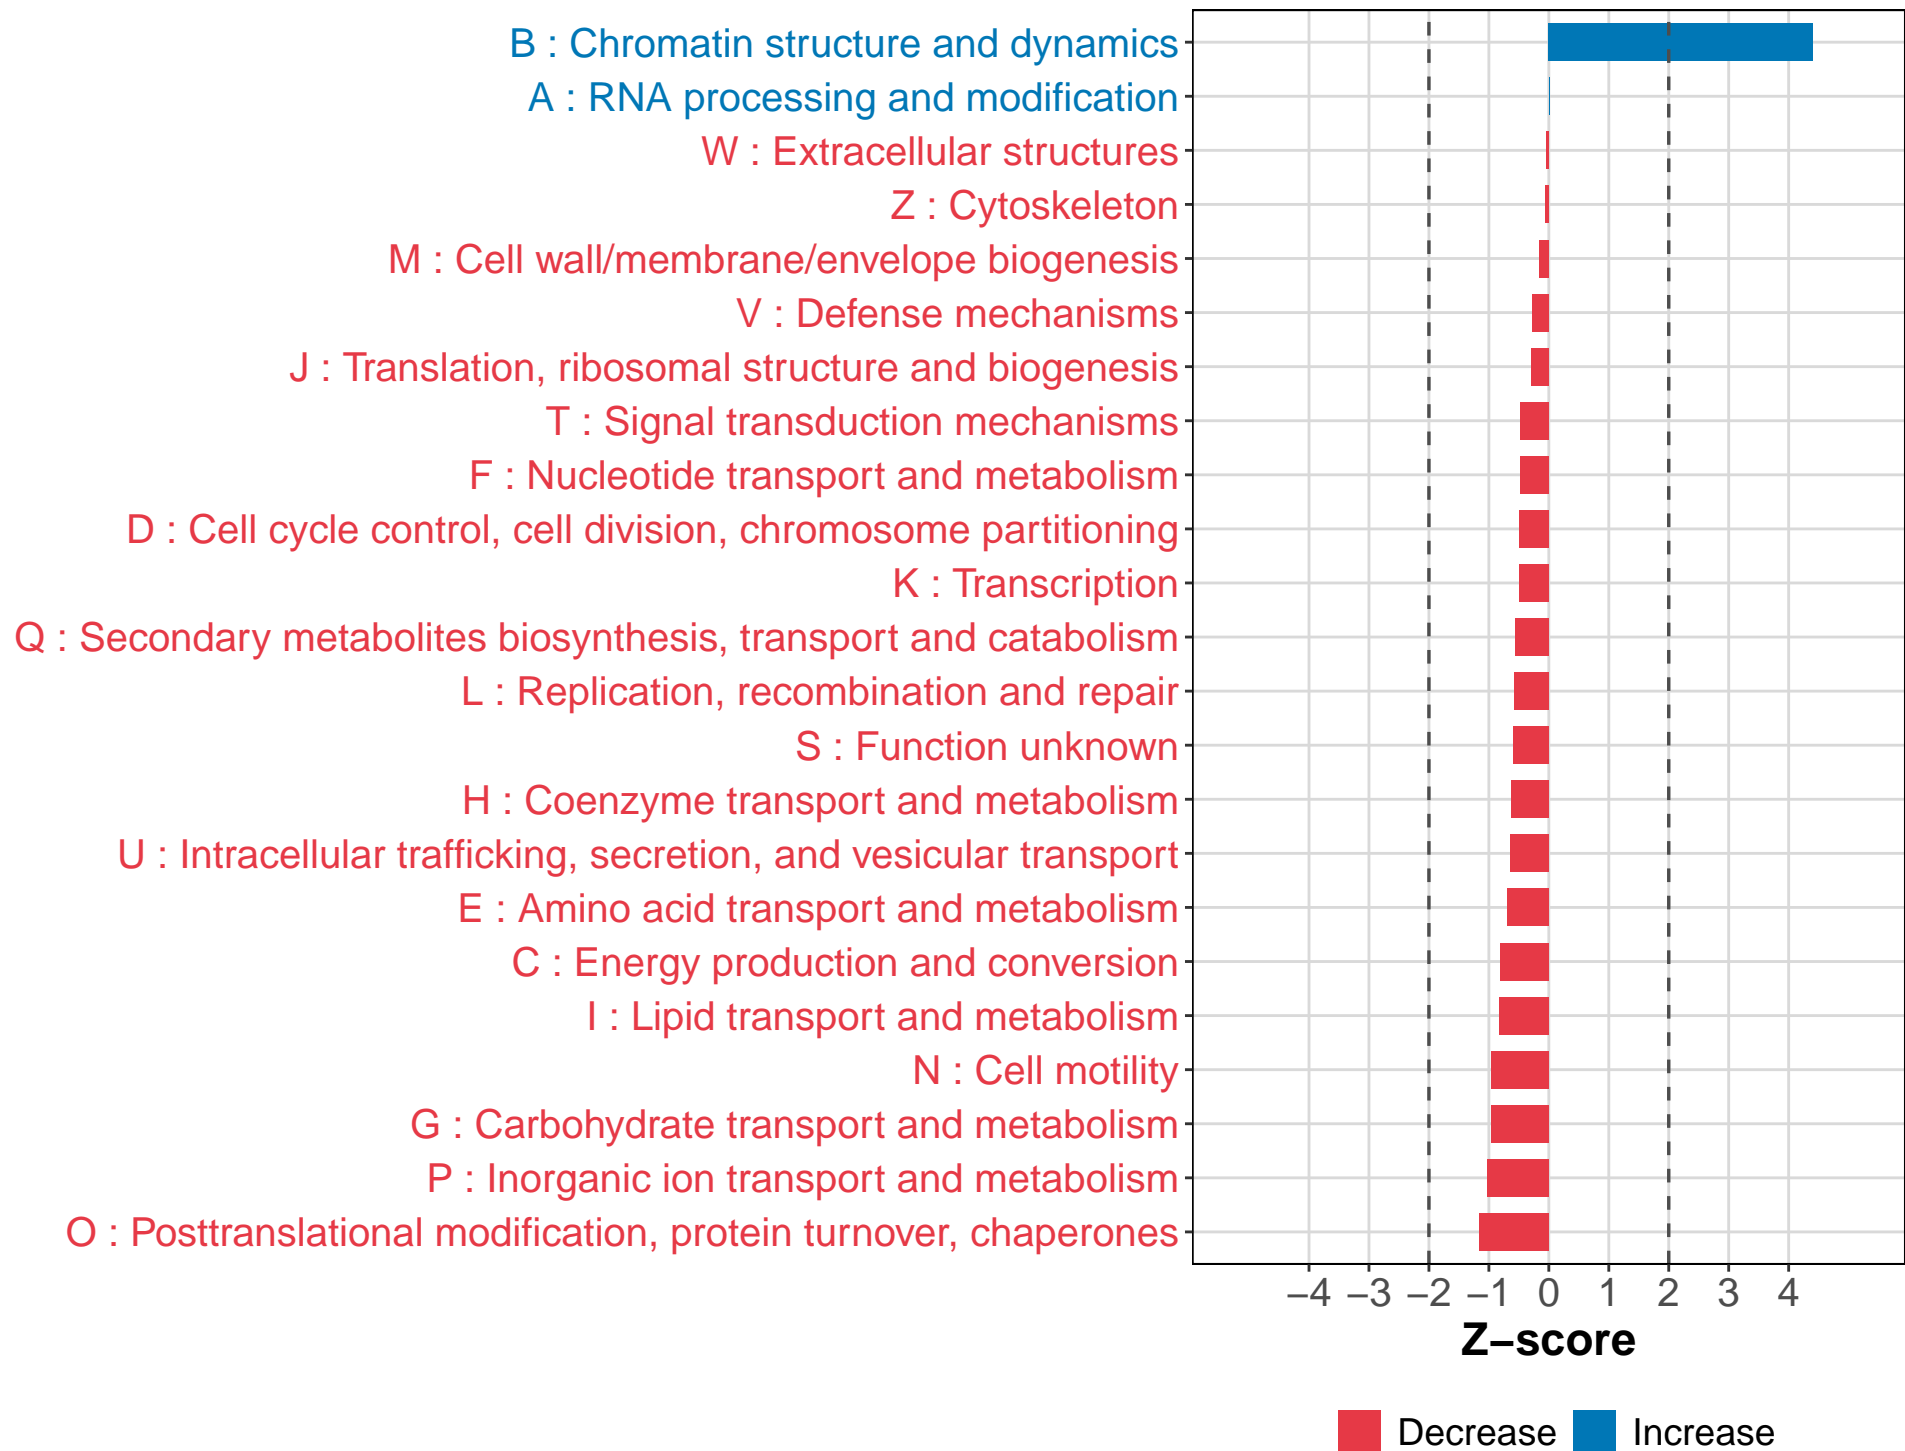 B : Chromatin structure and dynamics
A : RNA processing and modification
W : Extracellular structures
Z : Cytoskeleton
M : Cell wall/membrane/envelope biogenesis
V : Defense mechanisms
J : Translation, ribosomal structure and biogenesis
T : Signal transduction mechanisms
F : Nucleotide transport and metabolism
D : Cell cycle control, cell division, chromosome partitioning
K : Transcription
Q : Secondary metabolites biosynthesis, transport and catabolism
L : Replication, recombination and repair
S : Function unknown
H : Coenzyme transport and metabolism
U : Intracellular trafficking, secretion, and vesicular transport
E : Amino acid transport and metabolism
C : Energy production and conversion
I : Lipid transport and metabolism
N : Cell motility
G : Carbohydrate transport and metabolism
P : Inorganic ion transport and metabolism
O : Posttranslational modification, protein turnover, chaperones
−4 −3 −2 −1 0 1 2 3 4
Z−score
Decrease Increase